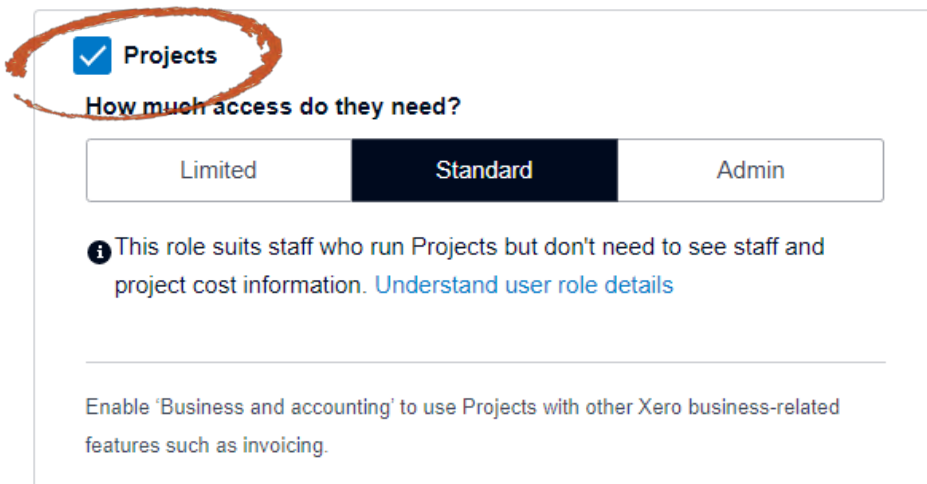 Projects
How much access do they need?
Limited Standard Admin
This role suits staff who run Projects but don't need to see staff and
project cost information. Understand user role details
Enable ‘Business and accounting’ to use Projects with other Xero business-related
features such as invoicing.